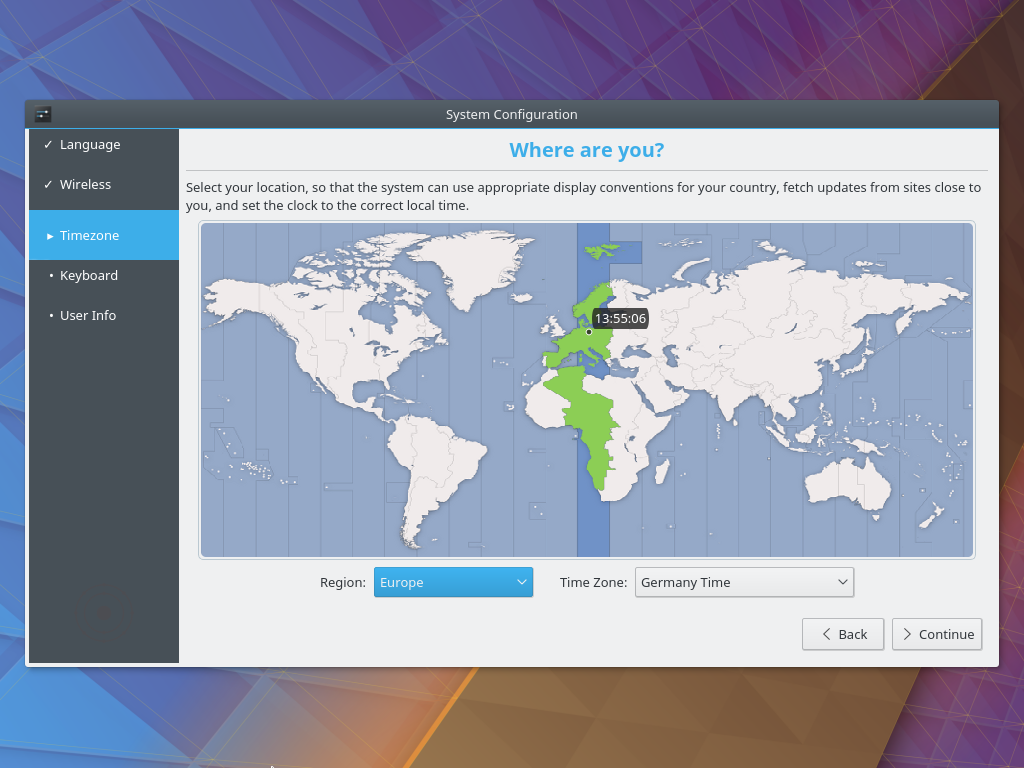 System Configuration
✓ Language
✓ Wireless
▸ Timezone
• Keyboard
• User Info
Where are you?
Select your location, so that the system can use appropriate display conventions for your country, fetch updates from sites close to
you, and set the clock to the correct local time.
13:55:06
Region: Europe Time Zone: Germany Time
Back Continue